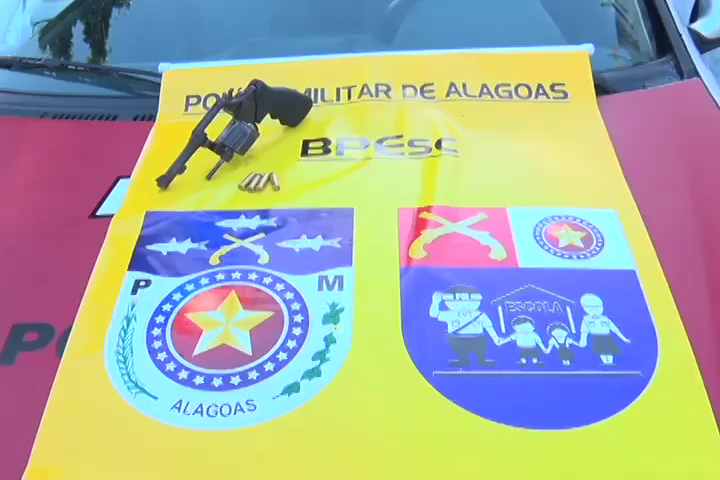 MILITAR DE ALAGOAS
BPEsc
P M
ALAGOAS
ESCOLA